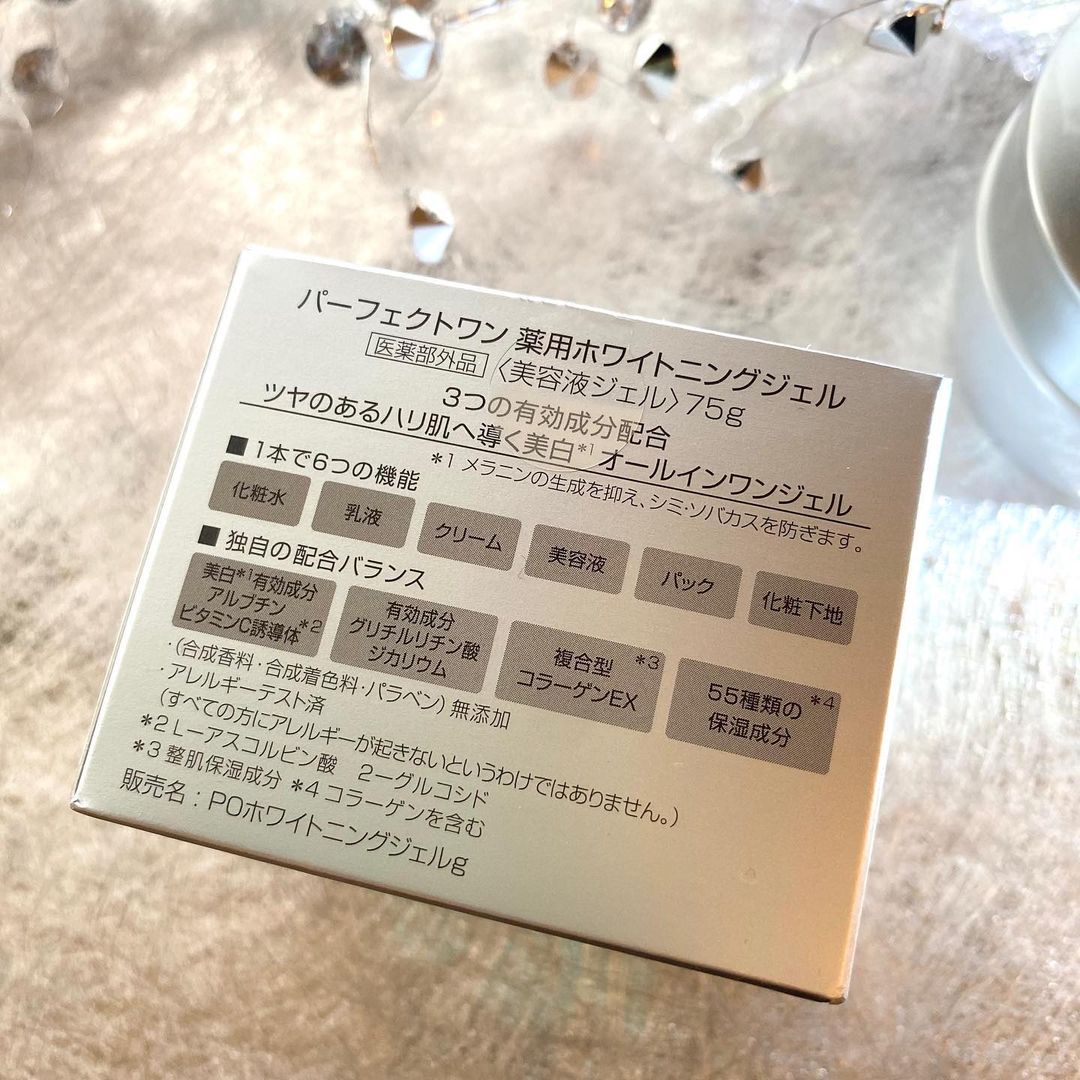 パーフェクトワン 薬用ホワイトニングジェル
医薬部外品 〈美容液ジェル〉75g
3つの有効成分配合
ツヤのあるハリ肌へ導く美白*1 オールインワンジェル
*1 メラニンの生成を抑え、シミ・ソバカスを防ぎます。
■ 1本で6つの機能
化粧水 乳液 クリーム 美容液 パック 化粧下地
■ 独自の配合バランス
美白*1有効成分
アルブチン
ビタミンC誘導体*2
有効成分
グリチルリチン酸
ジカリウム
複合型*3
コラーゲンEX
55種類の*4
保湿成分
・(合成香料・合成着色料・パラベン)無添加
・アレルギーテスト済
(すべての方にアレルギーが起きないというわけではありません。)
*2 L-アスコルビン酸 2-グルコシド
*3 整肌保湿成分 *4 コラーゲンを含む
販売名：POホワイトニングジェルg